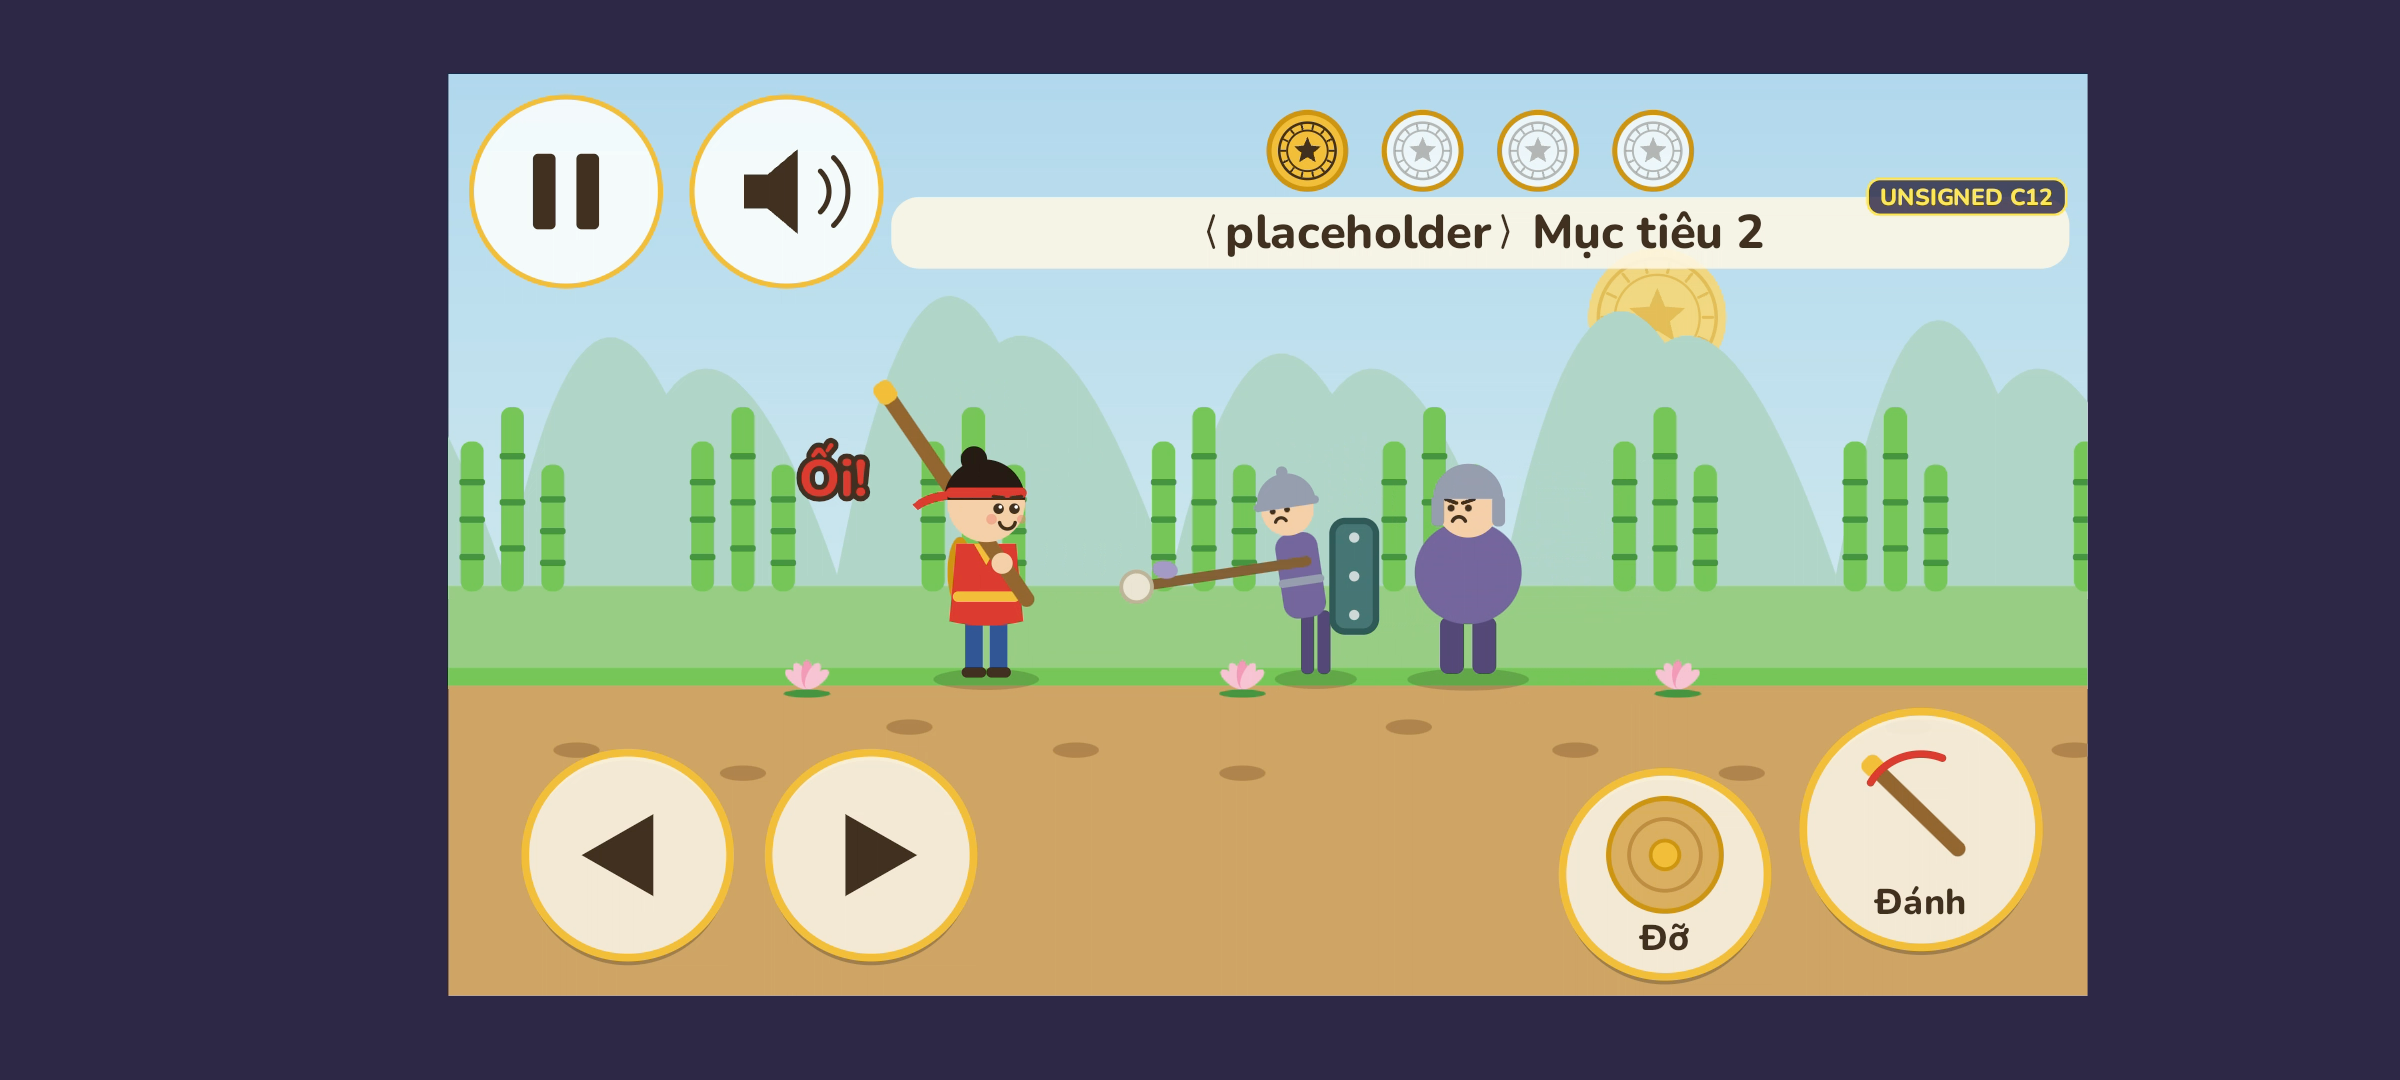 UNSIGNED C12
⟨placeholder⟩ Mục tiêu 2
Ối!
Đánh
Đỡ